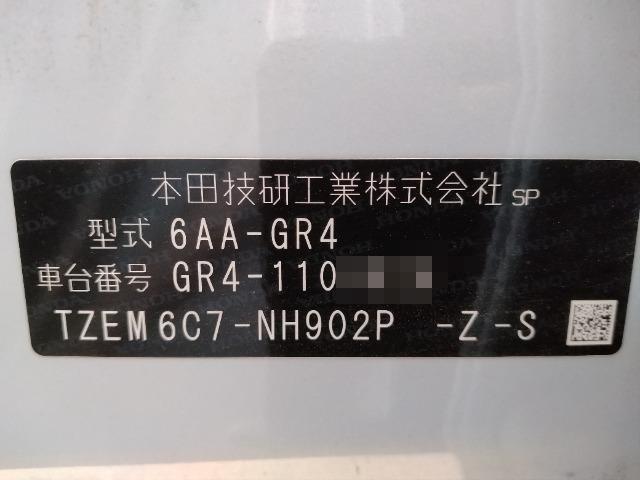 本田技研工業株式会社 SP
型式 6AA-GR4
車台番号 GR4-110
TZEM6C7-NH902P -Z-S